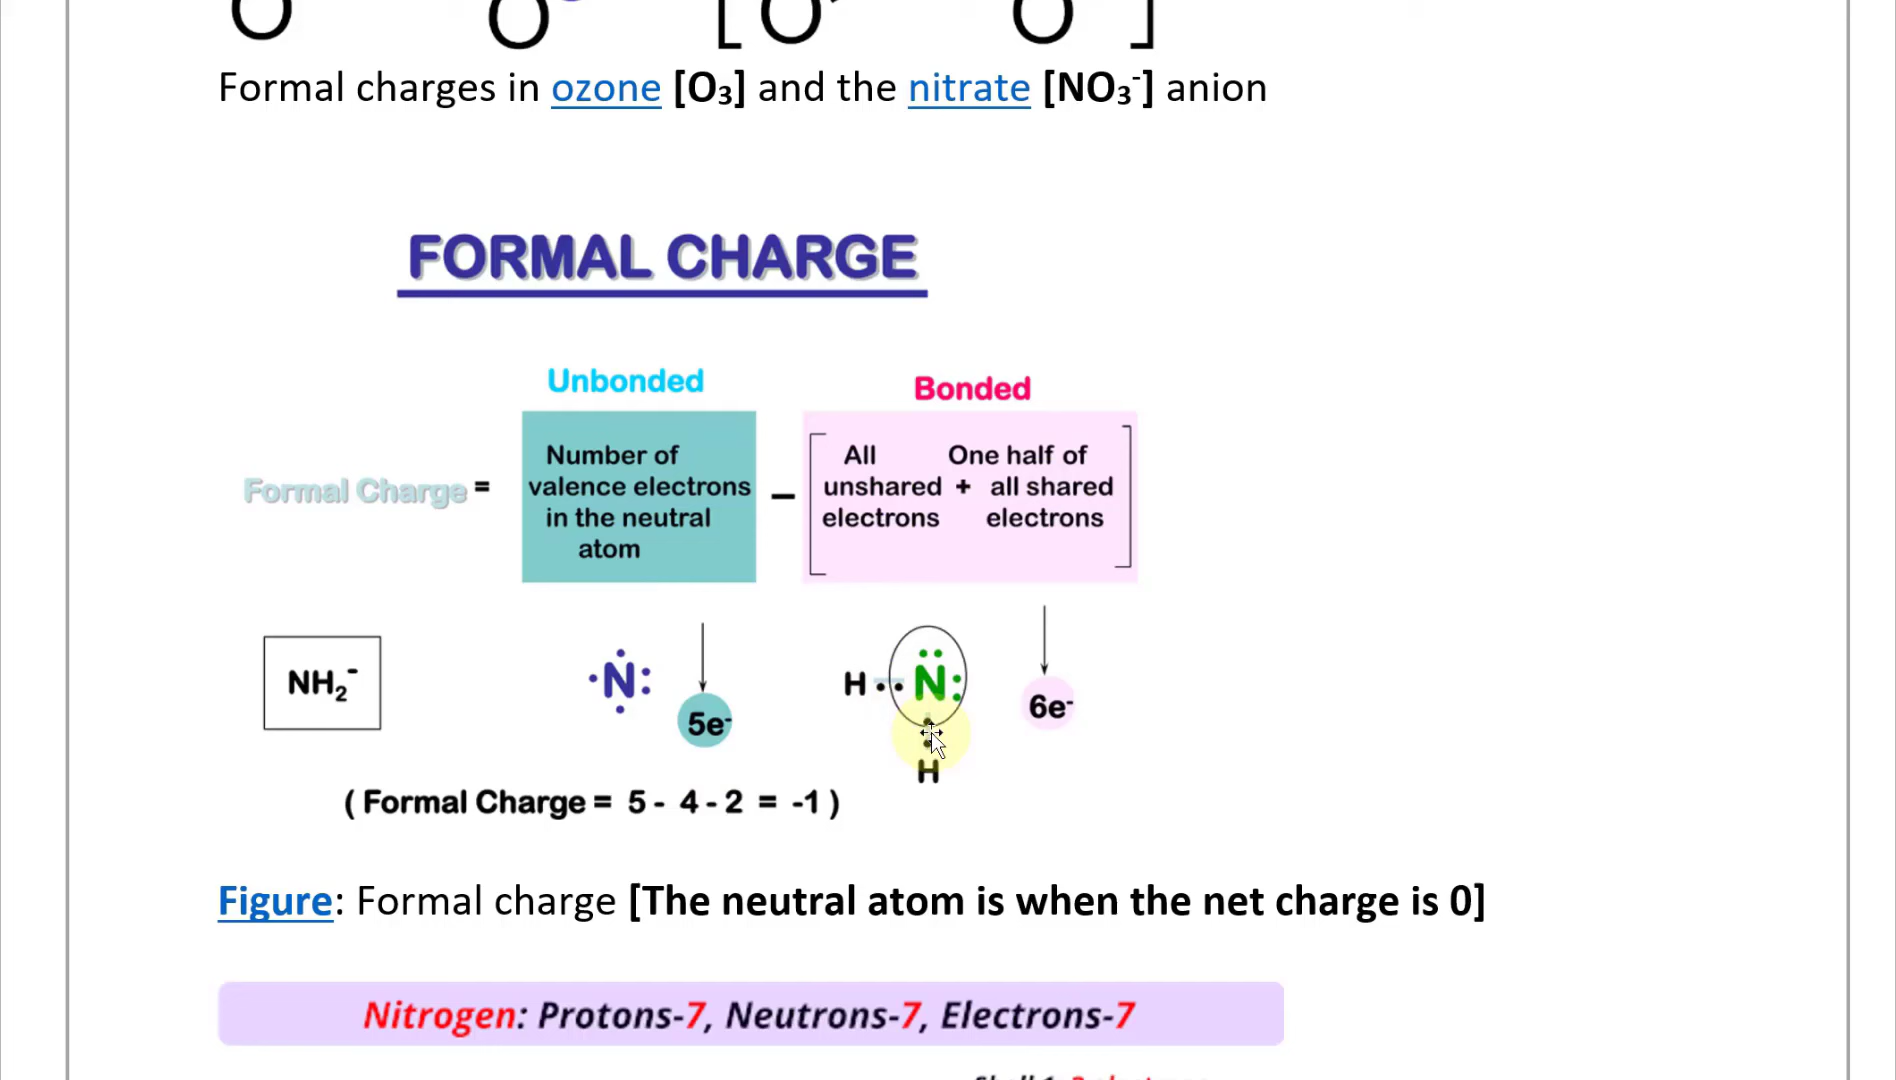 O O [O O ]
Formal charges in ozone [O₃] and the nitrate [NO₃⁻] anion
FORMAL CHARGE
Unbonded
Bonded
Formal Charge =
Number of
valence electrons
in the neutral
atom
–
All One half of
unshared + all shared
electrons electrons
NH₂⁻
·N:
5e⁻
H ·· N:
6e⁻
H
( Formal Charge = 5 - 4 - 2 = -1 )
Figure: Formal charge [The neutral atom is when the net charge is 0]
Nitrogen: Protons-7, Neutrons-7, Electrons-7